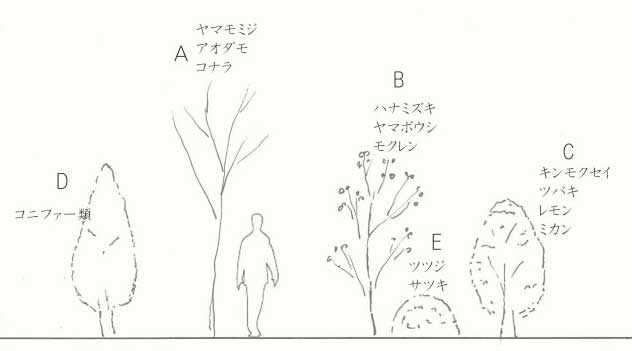 A
ヤマモミジ
アオダモ
コナラ
B
ハナミズキ
ヤマボウシ
モクレン
C
キンモクセイ
ツバキ
レモン
ミカン
D
コニファー類
E
ツツジ
サツキ